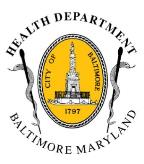 HEALTH DEPARTMENT
CITY OF
BALTIMORE
1797
BALTIMORE MARYLAND